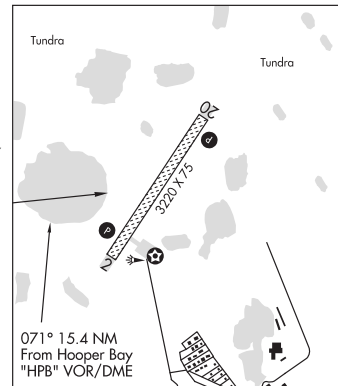 Tundra
Tundra
20
P
3220 X 75
P
2
071° 15.4 NM
From Hooper Bay
"HPB" VOR/DME